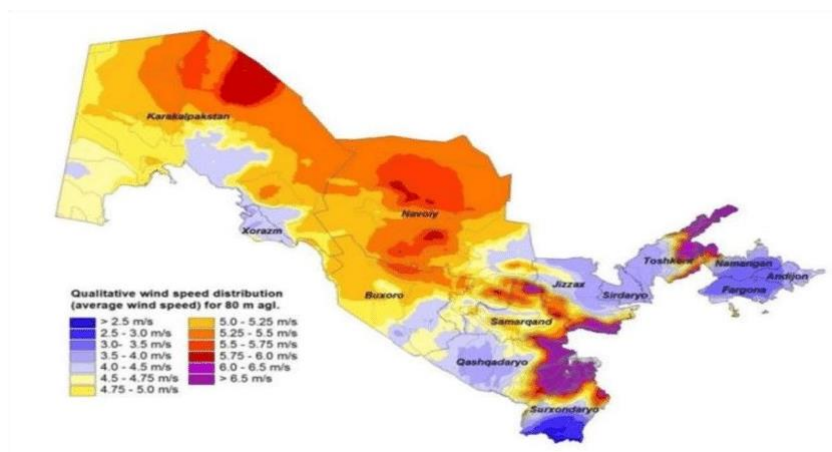 Karakalpakstan
Xorazm
Navoiy
Buxoro
Samarqand
Qashqadaryo
Surxondaryo
Jizzax
Sirdaryo
Toshkent
Namangan
Andijon
Fargona
Qualitative wind speed distribution
(average wind speed) for 80 m agl.
> 2.5 m/s
2.5 - 3.0 m/s
3.0- 3.5 m/s
3.5 - 4.0 m/s
4.0 - 4.5 m/s
4.5 - 4.75 m/s
4.75 - 5.0 m/s
5.0 - 5.25 m/s
5.25 - 5.5 m/s
5.5 - 5.75 m/s
5.75 - 6.0 m/s
6.0 - 6.5 m/s
> 6.5 m/s